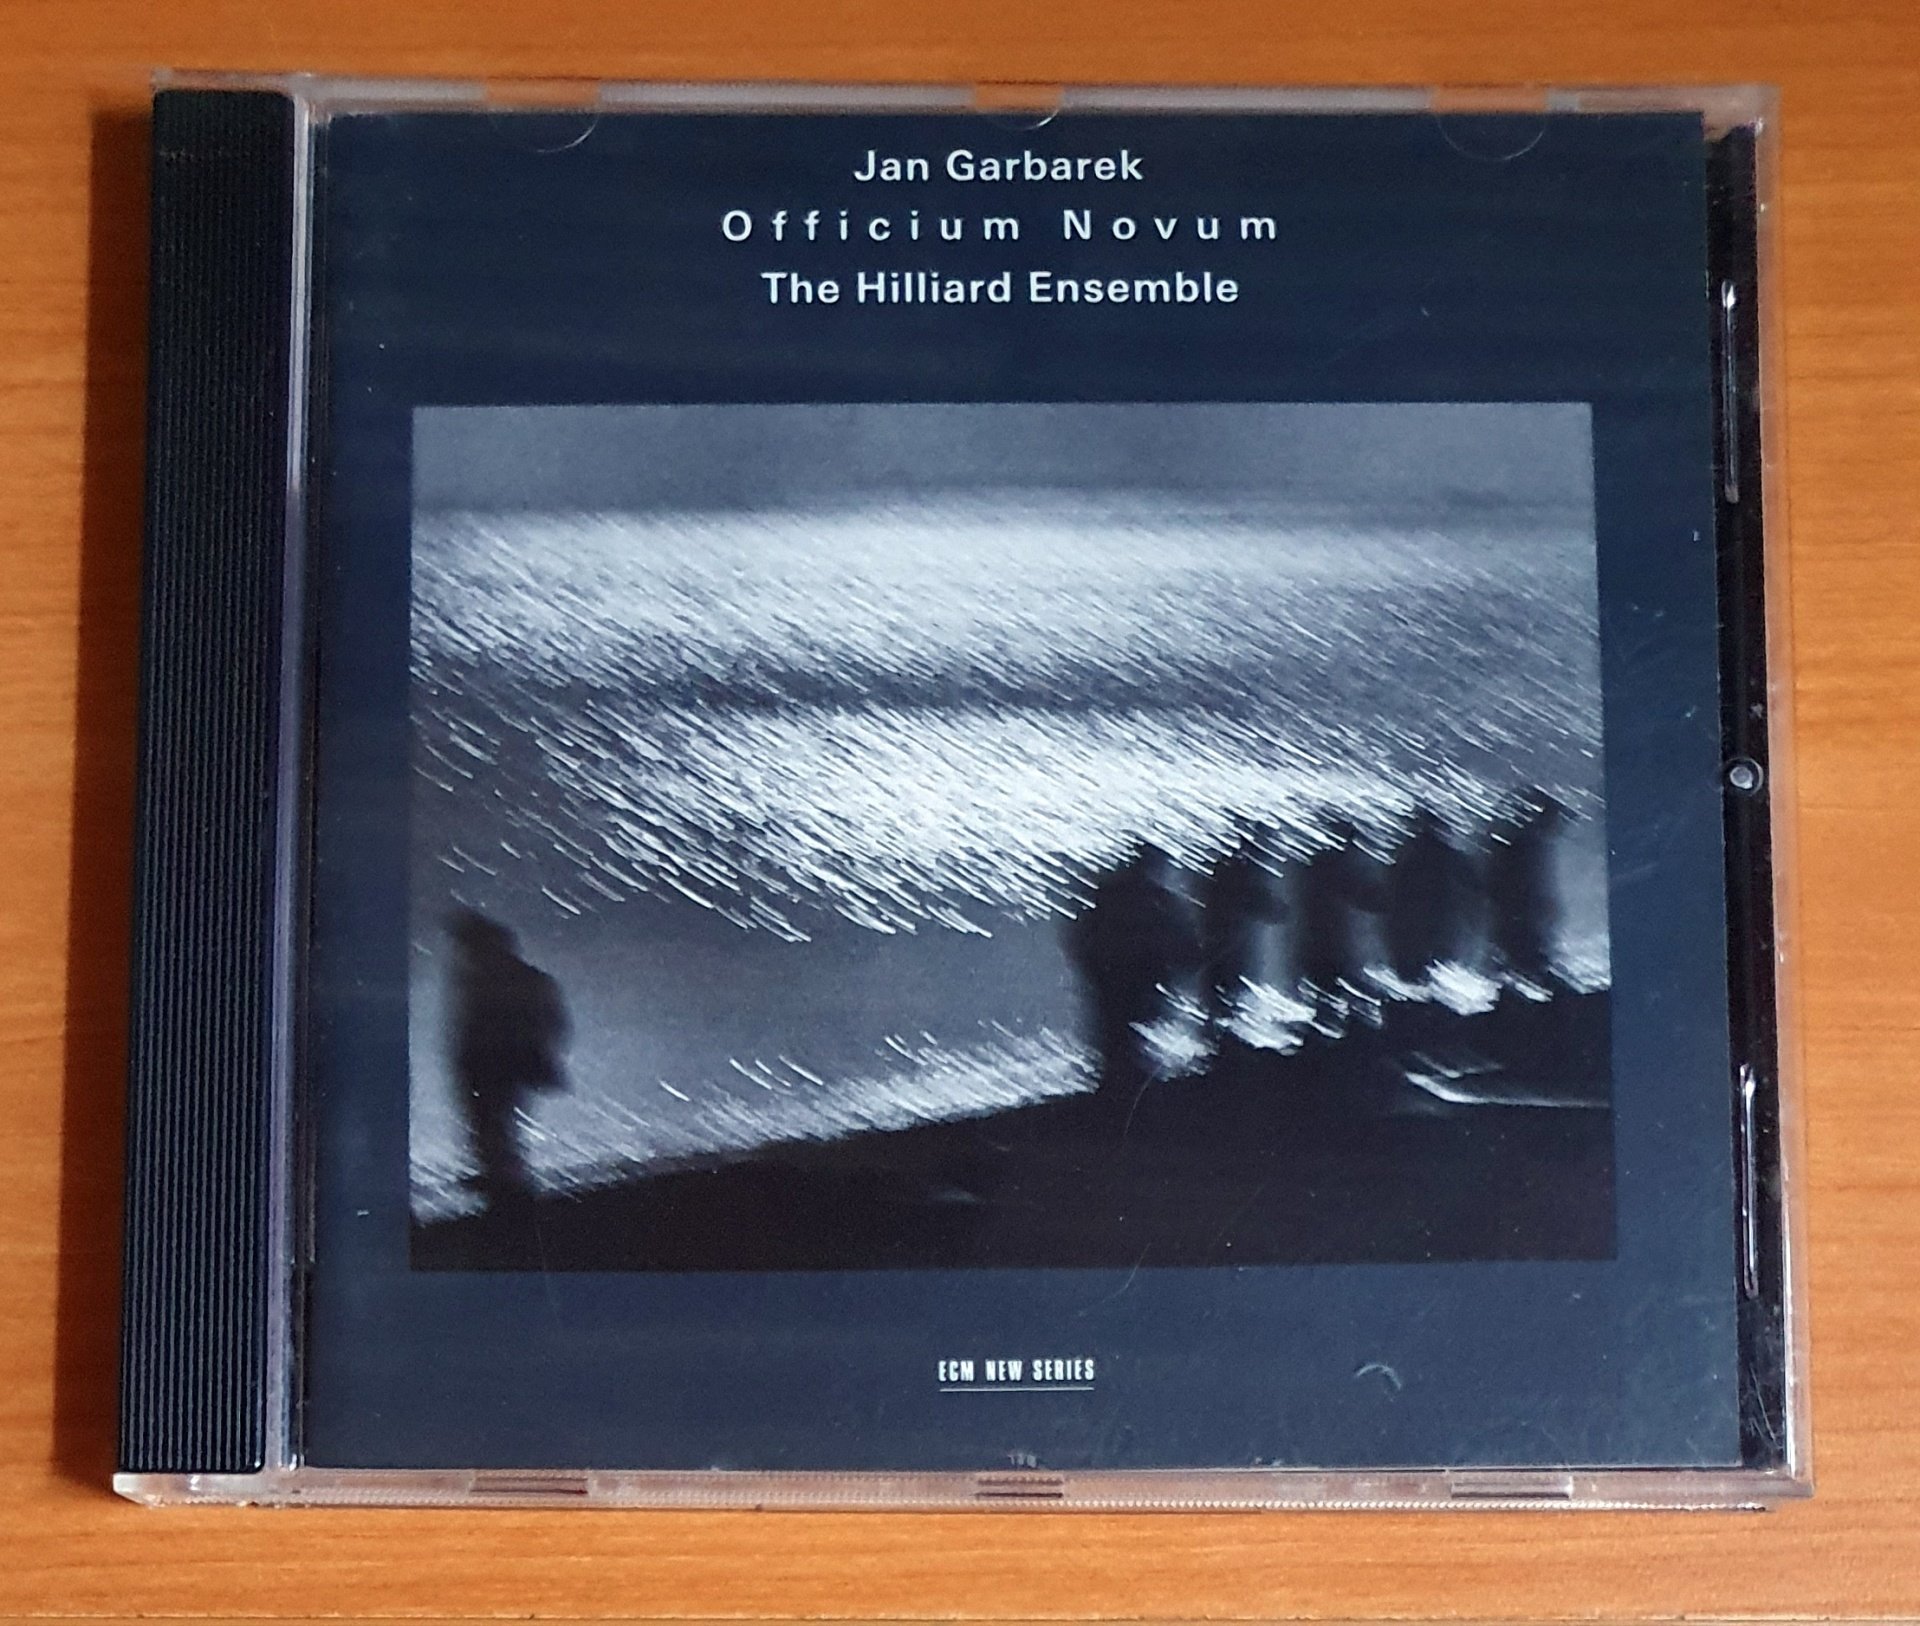 Jan Garbarek
Officium Novum
The Hilliard Ensemble
ECM NEW SERIES